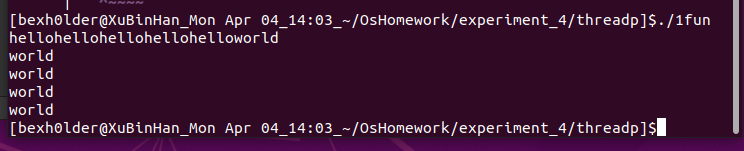 ^~~~~
[bexh0lder@XuBinHan_Mon Apr 04_14:03_~/OsHomework/experiment_4/threadp]$./1fun
hellohellohellohellohelloworld
world
world
world
world
[bexh0lder@XuBinHan_Mon Apr 04_14:03_~/OsHomework/experiment_4/threadp]$